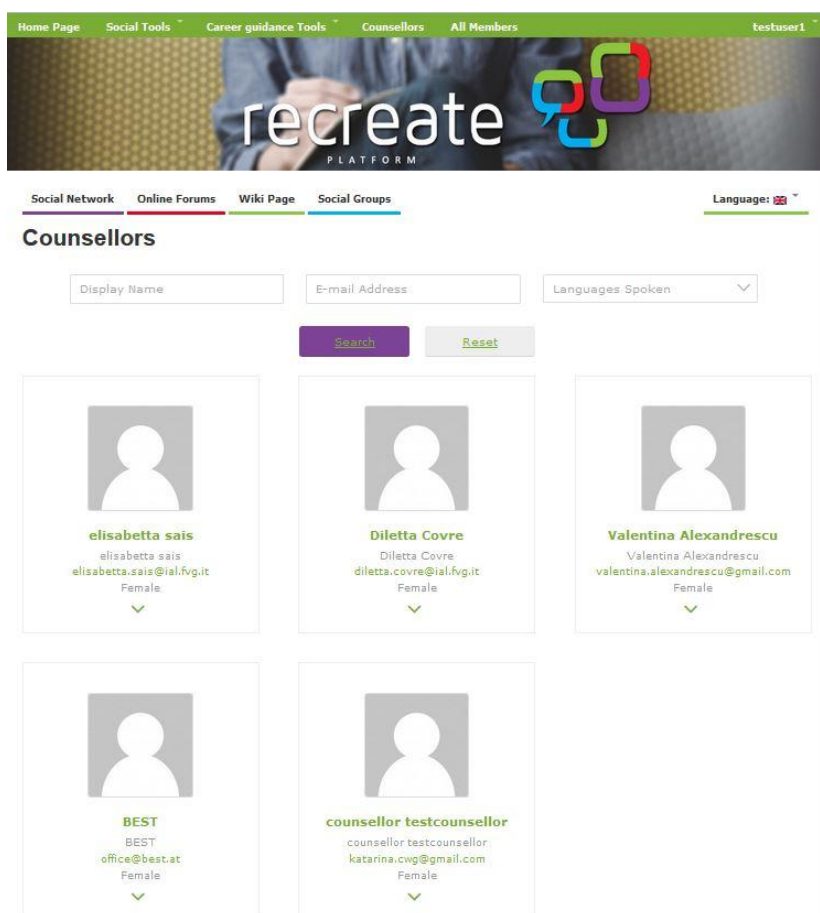 Home Page Social Tools Career guidance Tools Counsellors All Members testuser1
recreate
PLATFORM
Social Network Online Forums Wiki Page Social Groups Language:
Counsellors
Display Name E-mail Address Languages Spoken
Search Reset
elisabetta sais Diletta Covre Valentina Alexandrescu
elisabetta sais Diletta Covre Valentina Alexandrescu
elisabetta.sais@ial.fvg.it diletta.covre@ial.fvg.it valentina.alexandrescu@gmail.com
Female Female Female
BEST counsellor testcounsellor
BEST counsellor testcounsellor
office@best.at katarina.cwg@gmail.com
Female Female